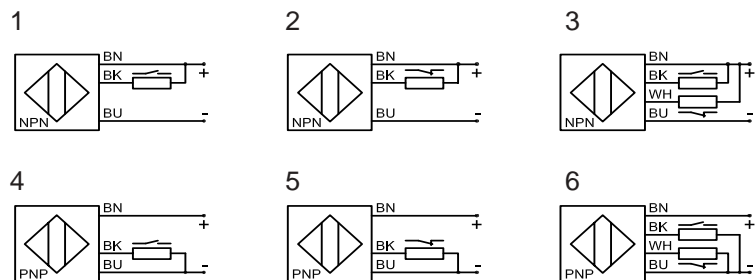 1
BN
BK
+
BU
-
NPN
2
BN
BK
+
BU
-
NPN
3
BN
BK
+
WH
BU
-
NPN
4
BN
+
BK
BU
-
PNP
5
BN
+
BK
BU
-
PNP
6
BN
BK
+
WH
BU
-
PNP